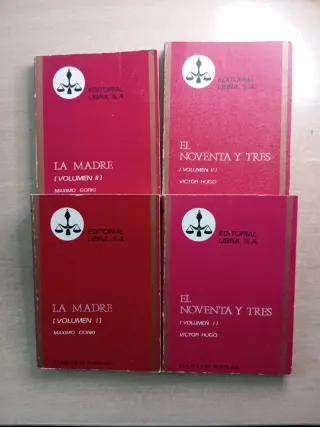 EDITORIAL
LIBRA, S.A.
LA MADRE
[VOLUMEN II]
MAXIMO GORKI
EDITORIAL
LIBRA, S.A.
EL
NOVENTA Y TRES
[VOLUMEN II]
VICTOR HUGO
EDITORIAL
LIBRA, S.A.
LA MADRE
[VOLUMEN I]
MAXIMO GORKI
EDITORIAL
LIBRA, S.A.
EL
NOVENTA Y TRES
[VOLUMEN I]
VICTOR HUGO